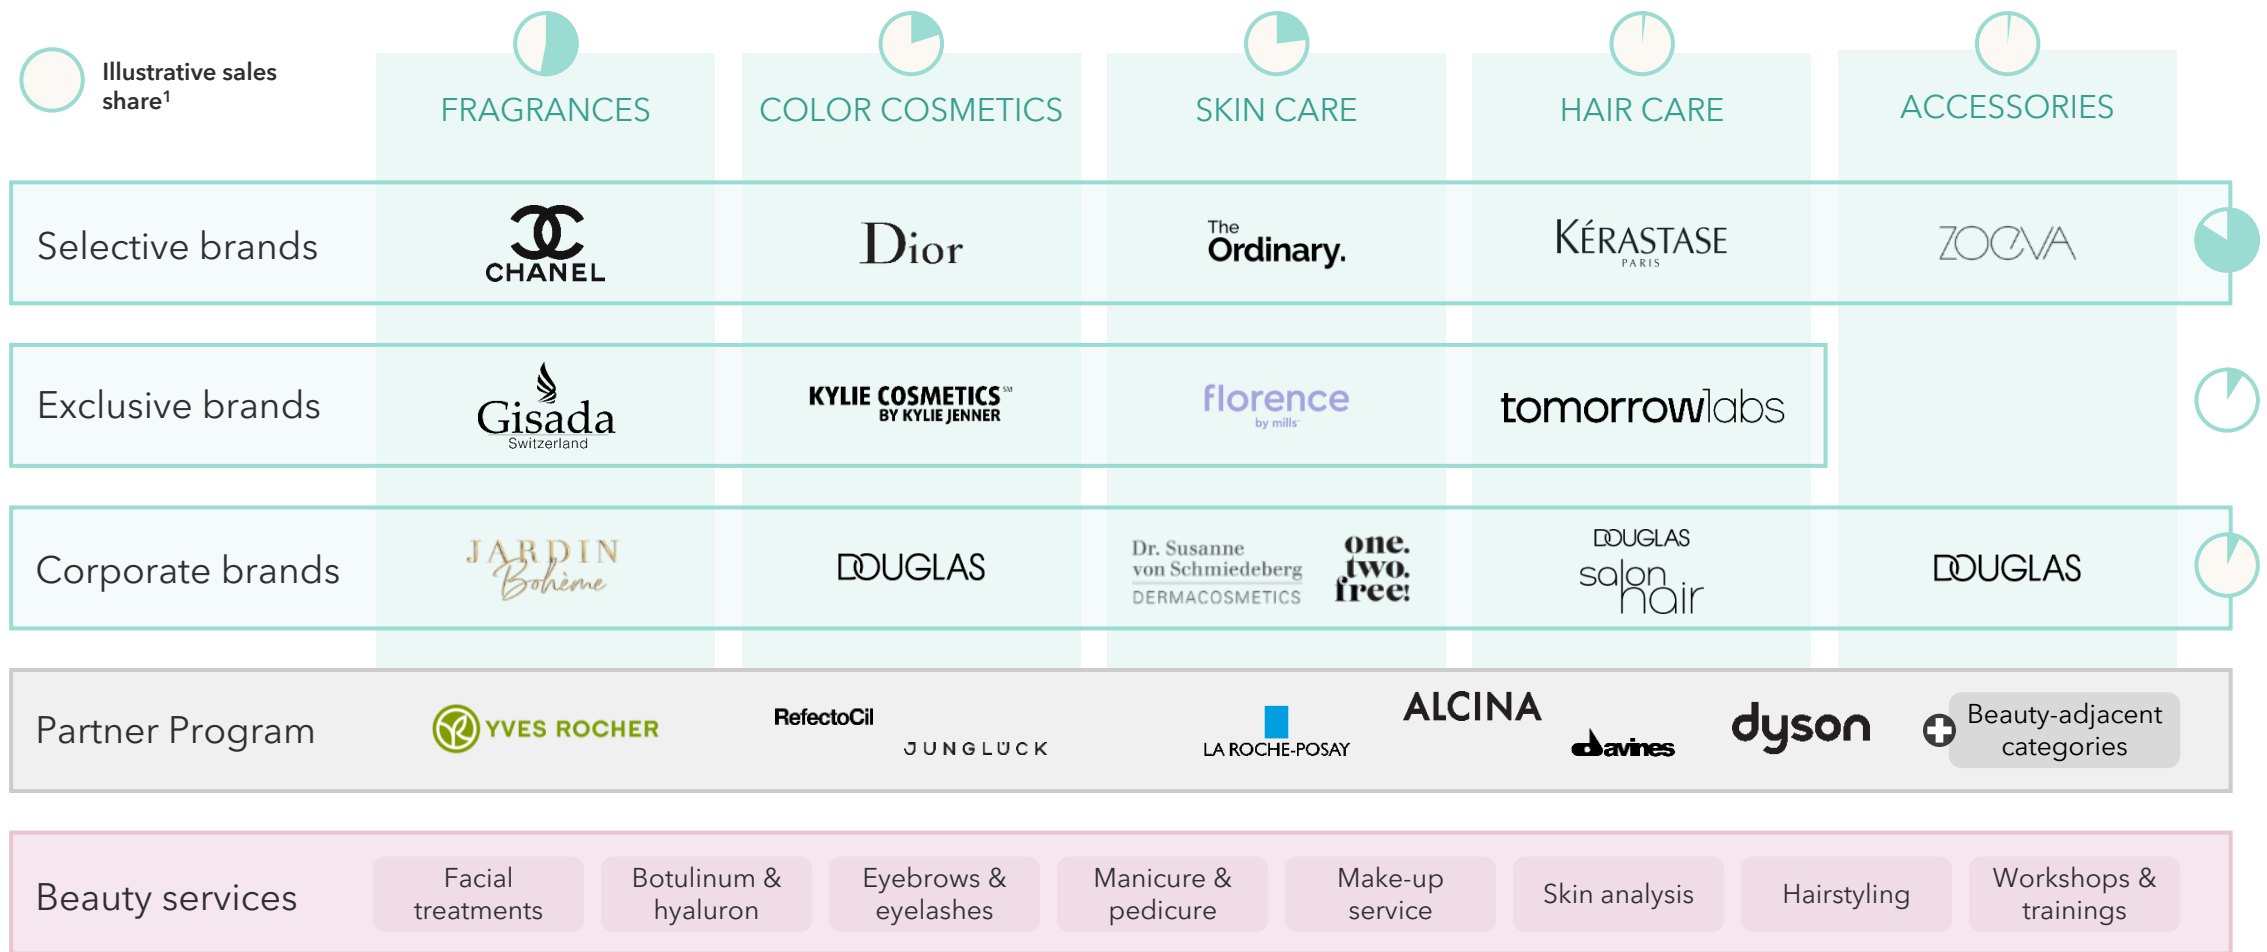 Illustrative sales
share¹
FRAGRANCES
COLOR COSMETICS
SKIN CARE
HAIR CARE
ACCESSORIES
Selective brands
CHANEL
Dior
The
Ordinary.
KÉRASTASE
PARIS
ZOEVA
Exclusive brands
Gisada
Switzerland
KYLIE COSMETICS℠
BY KYLIE JENNER
florence
by mills
tomorrowlabs
Corporate brands
JARDIN
Bohème
DOUGLAS
Dr. Susanne
von Schmiedeberg
DERMACOSMETICS
one.
two.
free!
DOUGLAS
salon
hair
DOUGLAS
Partner Program
YVES ROCHER
RefectoCil
JUNGLÜCK
LA ROCHE-POSAY
ALCINA
davines
dyson
Beauty-adjacent
categories
Beauty services
Facial
treatments
Botulinum &
hyaluron
Eyebrows &
eyelashes
Manicure &
pedicure
Make-up
service
Skin analysis
Hairstyling
Workshops &
trainings